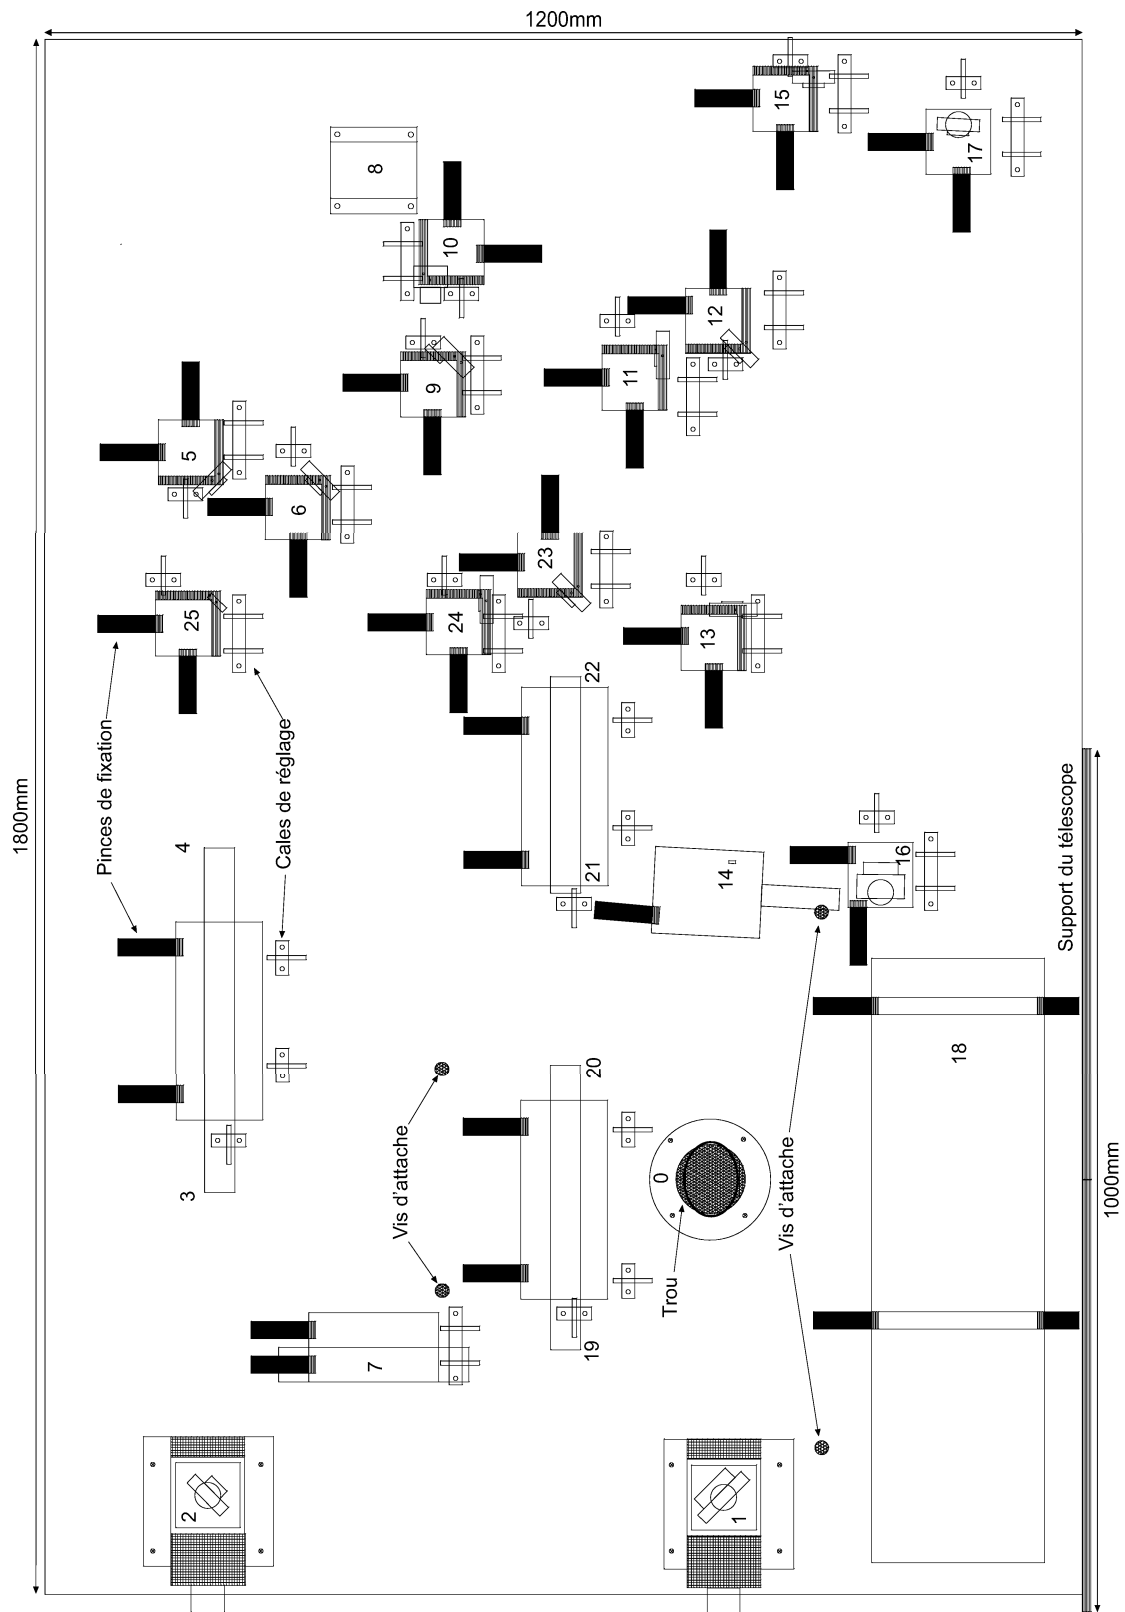 1200mm
15
17
8
10
12
9
11
5
6
23
25
24
13
22
Pinces de fixation
Cales de réglage
1800mm
Support du télescope
4
21
14
16
18
20
3
Vis d'attache
0
Vis d'attache
1000mm
Trou
19
7
2
1